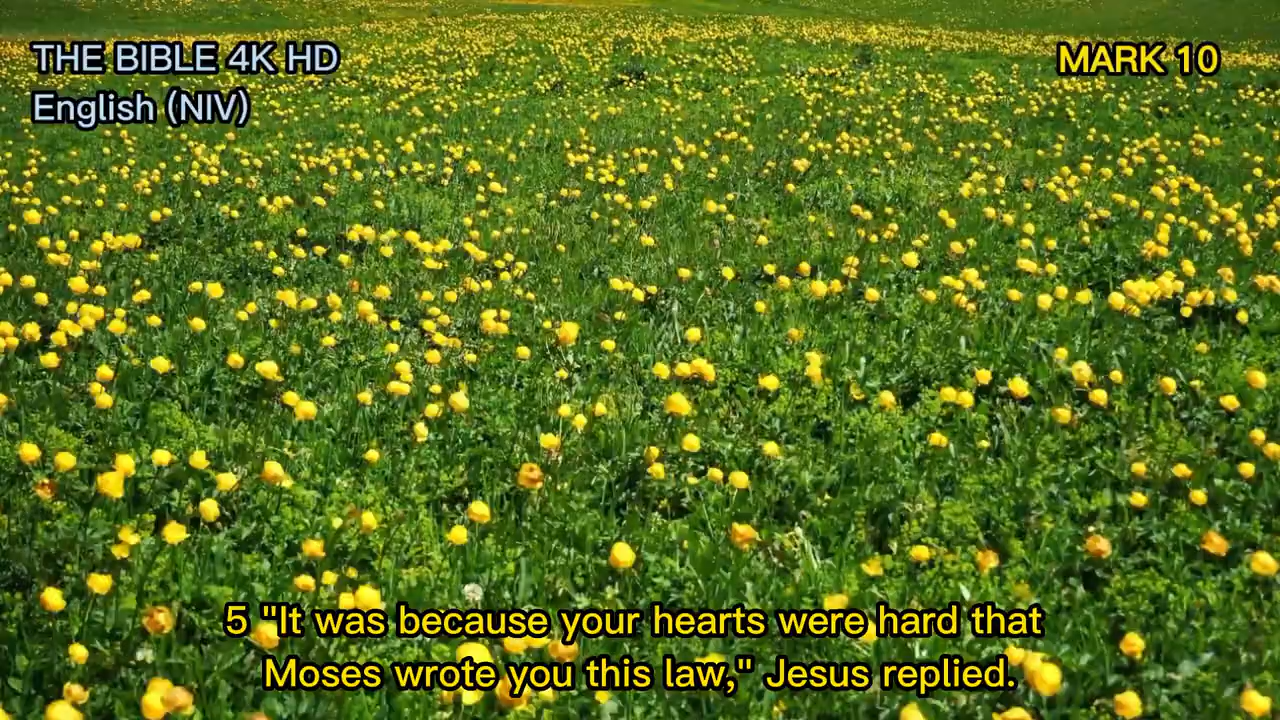 THE BIBLE 4K HD
English (NIV)
MARK 10
5 "It was because your hearts were hard that
Moses wrote you this law," Jesus replied.